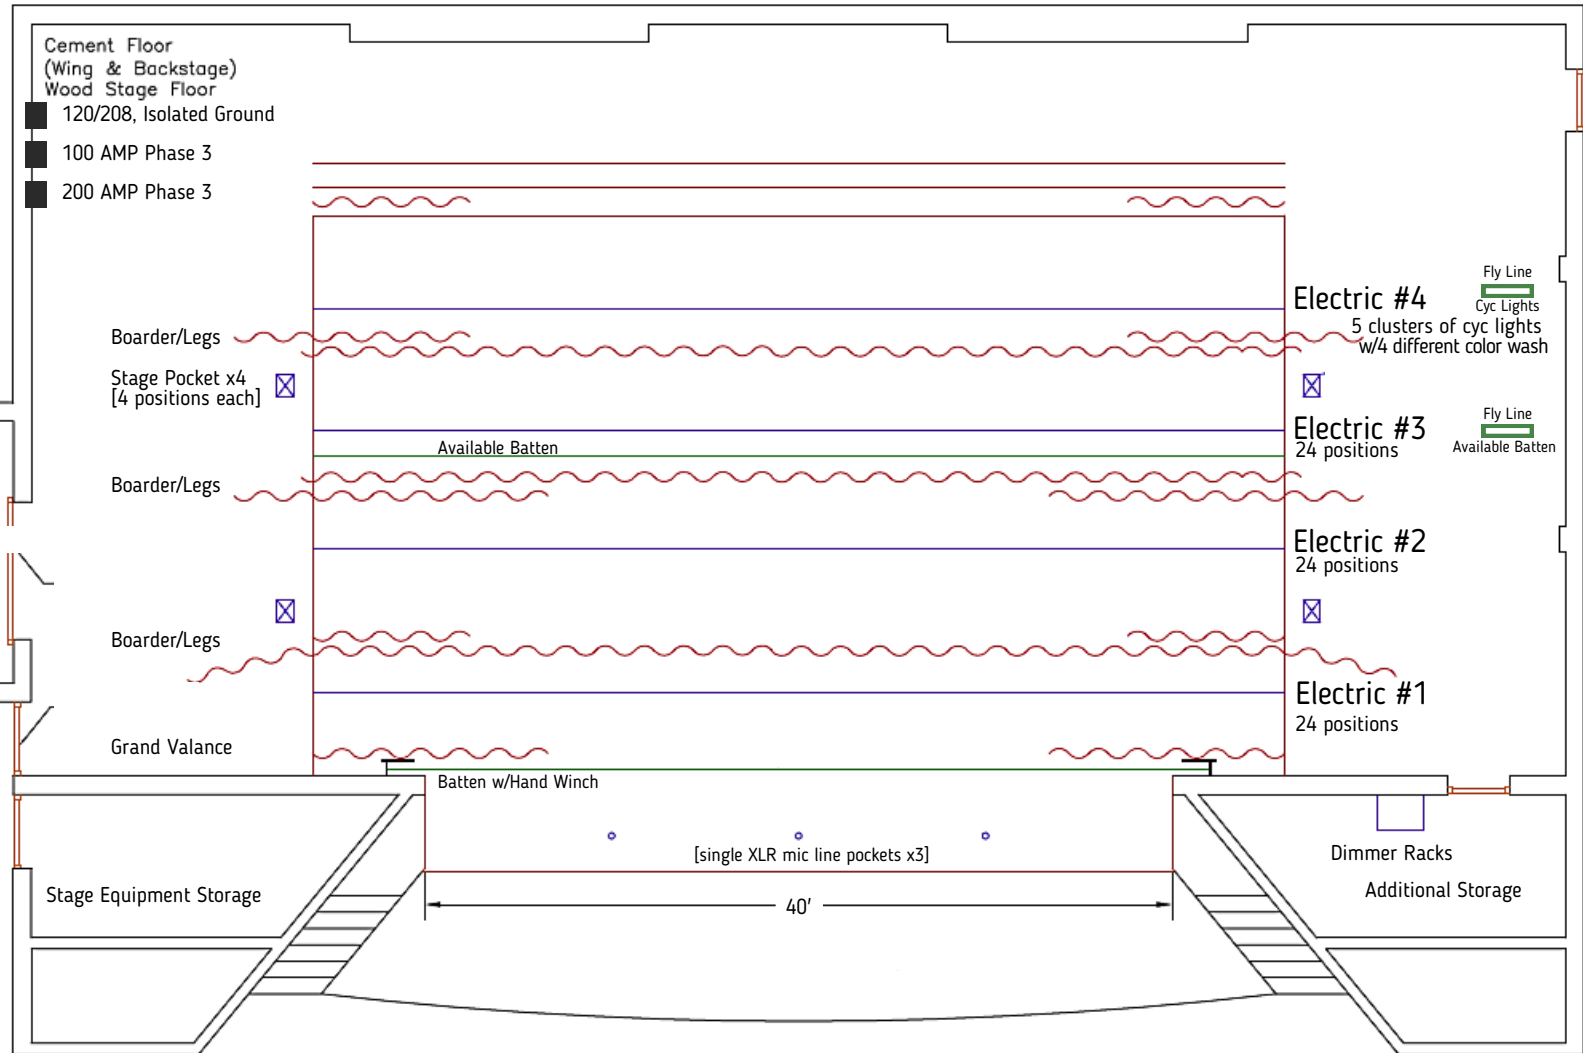 Cement Floor
(Wing & Backstage)
Wood Stage Floor
120/208, Isolated Ground
100 AMP Phase 3
200 AMP Phase 3
Fly Line
Electric #4
Cyc Lights
5 clusters of cyc lights
w/4 different color wash
Boarder/Legs
Stage Pocket x4
[4 positions each]
Fly Line
Electric #3
24 positions
Available Batten
Available Batten
Boarder/Legs
Electric #2
24 positions
Boarder/Legs
Electric #1
24 positions
Grand Valance
Batten w/Hand Winch
[single XLR mic line pockets x3]
Dimmer Racks
Additional Storage
Stage Equipment Storage
40'